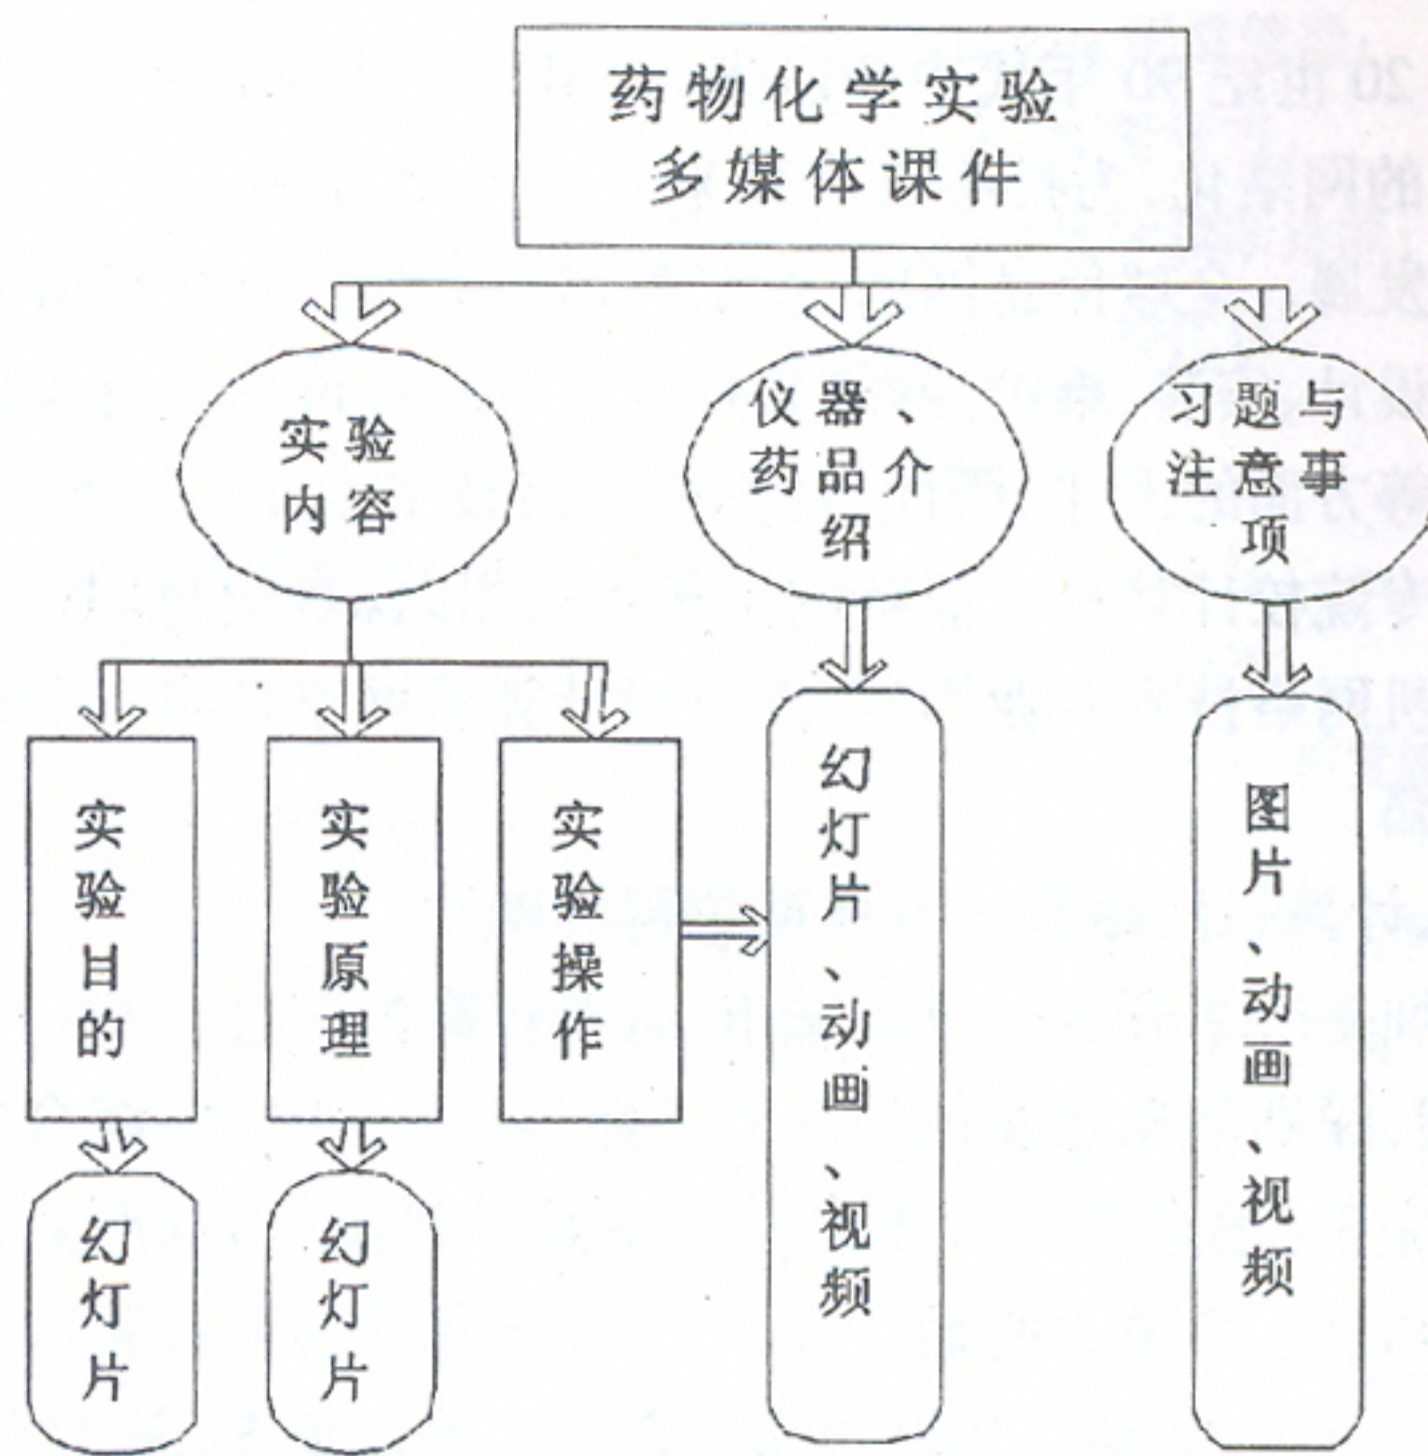 药物化学实验
多媒体课件
实验
内容
仪器、
药品介
绍
习题与
注意事
项
实验目的
实验原理
实验操作
幻灯片、动画、视频
图片、动画、视频
幻灯片
幻灯片